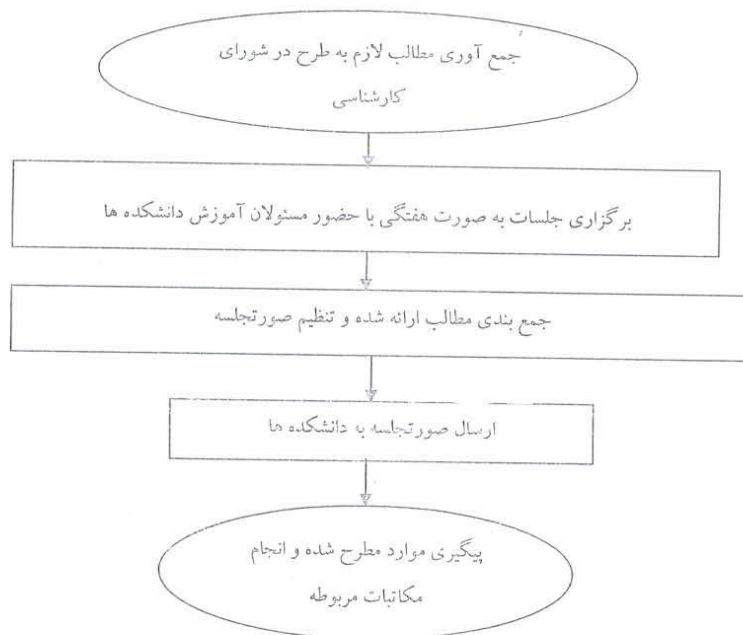 جمع آوری مطالب لازم به طرح در شورای
کارشناسی
برگزاری جلسات به صورت هفتگی با حضور مسئولان آموزش دانشکده ها
جمع بندی مطالب ارائه شده و تنظیم صورتجلسه
ارسال صورتجلسه به دانشکده ها
پیگیری موارد مطرح شده و انجام
مکاتبات مربوطه